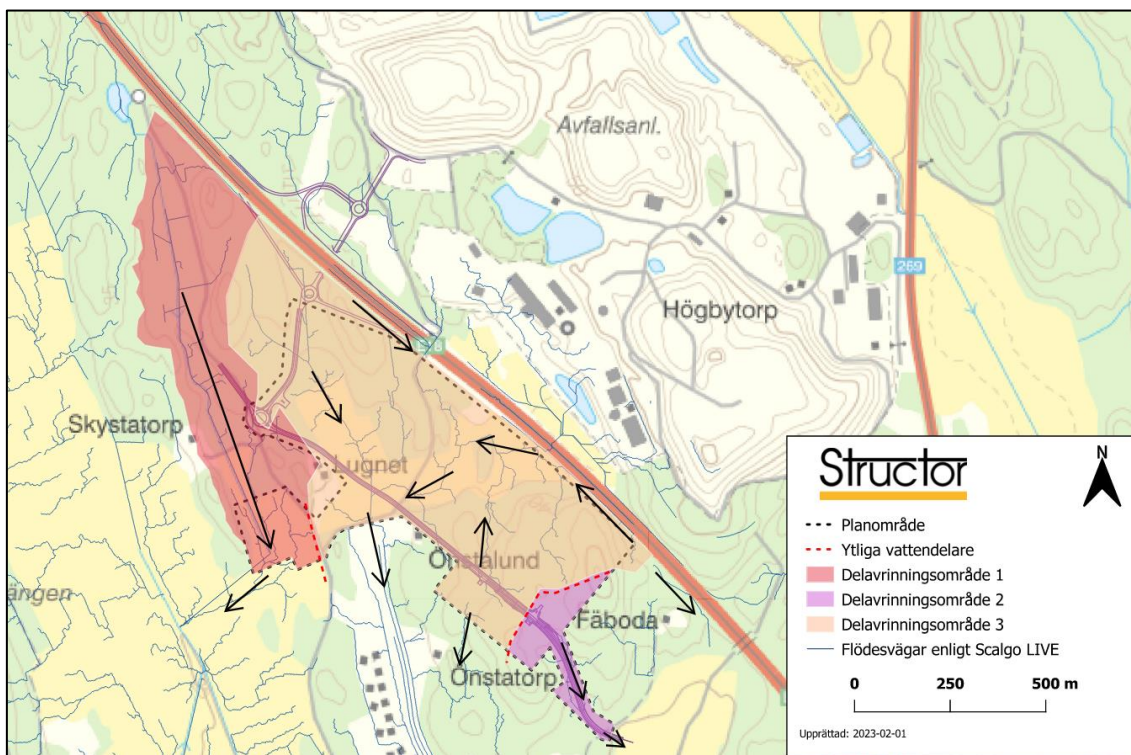 Avfallsanl.
269
Högbytorp
Skystatorp
Lugnet
Önstalund
ängen
Fäboda
Önstatorp
Structor
N
Planområde
Ytliga vattendelare
Delavrinningsområde 1
Delavrinningsområde 2
Delavrinningsområde 3
Flödesvägar enligt Scalgo LIVE
0 250 500 m
Upprättad: 2023-02-01